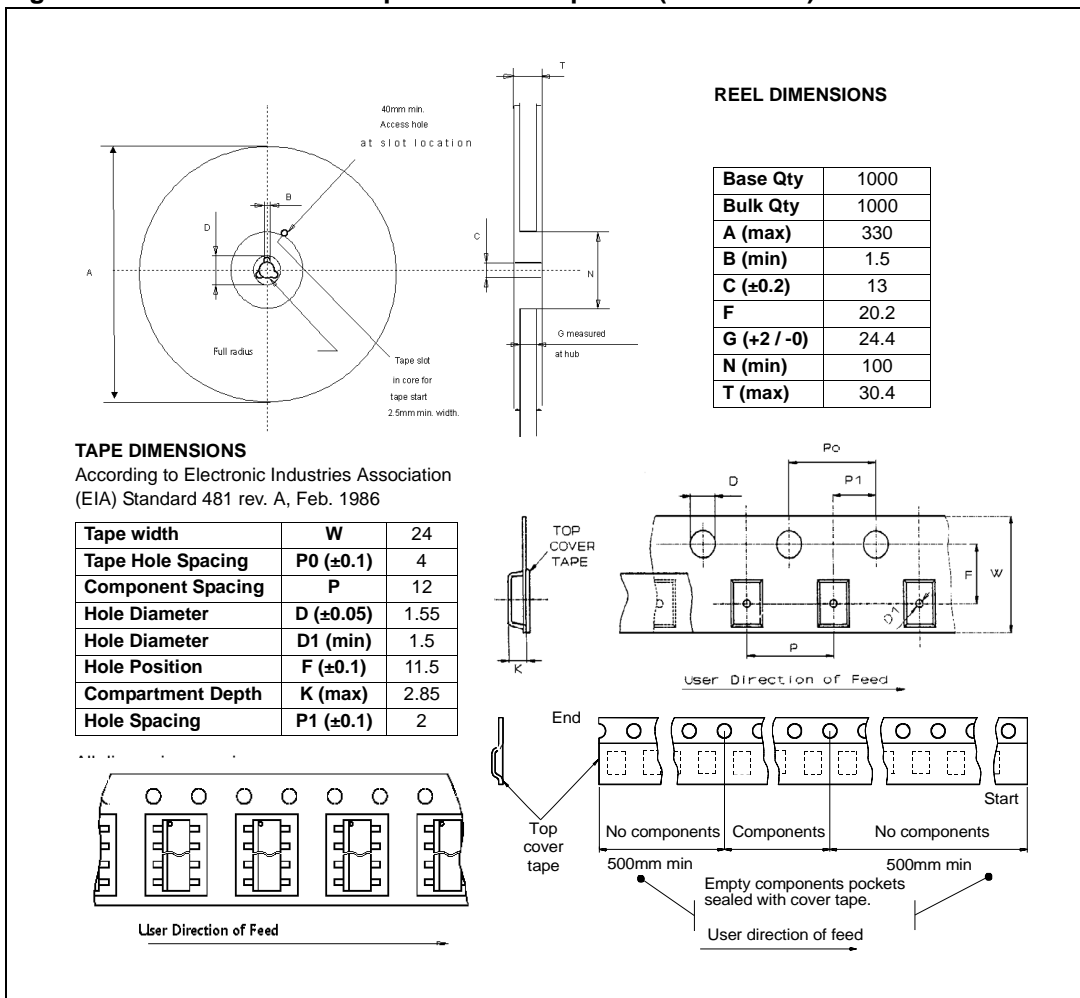 REEL DIMENSIONS
T
40mm min.
Access hole
at slot location
B
D
C
A
N
G measured
at hub
Full radius
Tape slot
in core for
tape start
2.5mm min. width.
Base Qty 1000
Bulk Qty 1000
A (max) 330
B (min) 1.5
C (±0.2) 13
F 20.2
G (+2 / -0) 24.4
N (min) 100
T (max) 30.4
TAPE DIMENSIONS
According to Electronic Industries Association
(EIA) Standard 481 rev. A, Feb. 1986
Tape width W 24
Tape Hole Spacing P0 (±0.1) 4
Component Spacing P 12
Hole Diameter D (±0.05) 1.55
Hole Diameter D1 (min) 1.5
Hole Position F (±0.1) 11.5
Compartment Depth K (max) 2.85
Hole Spacing P1 (±0.1) 2
Po
D
P1
TOP
COVER
TAPE
F
W
D1
K
P
User Direction of Feed
End
Start
Top
cover
tape
No components
Components
No components
500mm min
500mm min
Empty components pockets
sealed with cover tape.
User direction of feed
User Direction of Feed